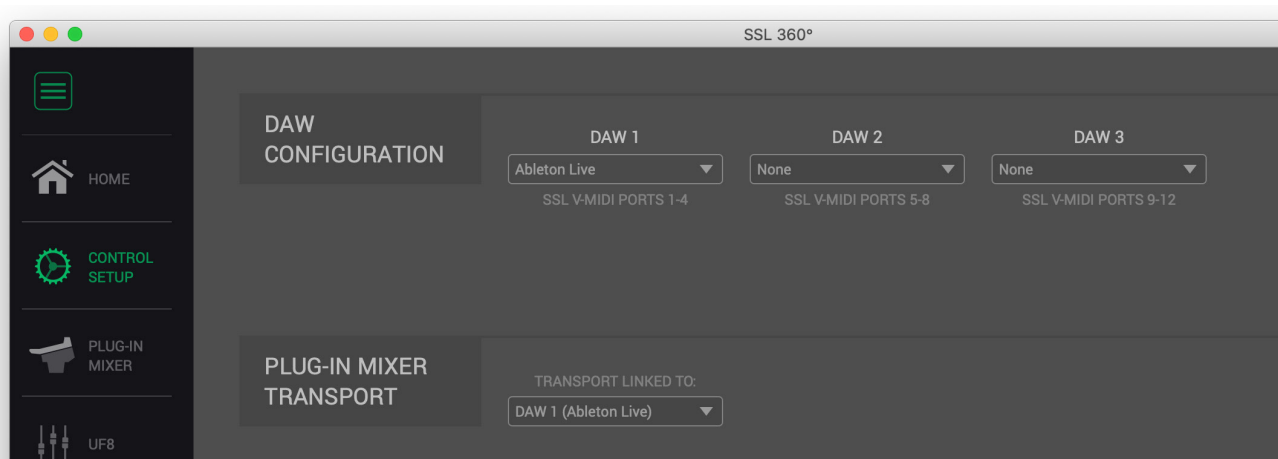 SSL 360°
HOME
CONTROL
SETUP
PLUG-IN
MIXER
UF8
DAW
CONFIGURATION
DAW 1
DAW 2
DAW 3
Ableton Live
None
None
SSL V-MIDI PORTS 1-4
SSL V-MIDI PORTS 5-8
SSL V-MIDI PORTS 9-12
PLUG-IN MIXER
TRANSPORT
TRANSPORT LINKED TO:
DAW 1 (Ableton Live)